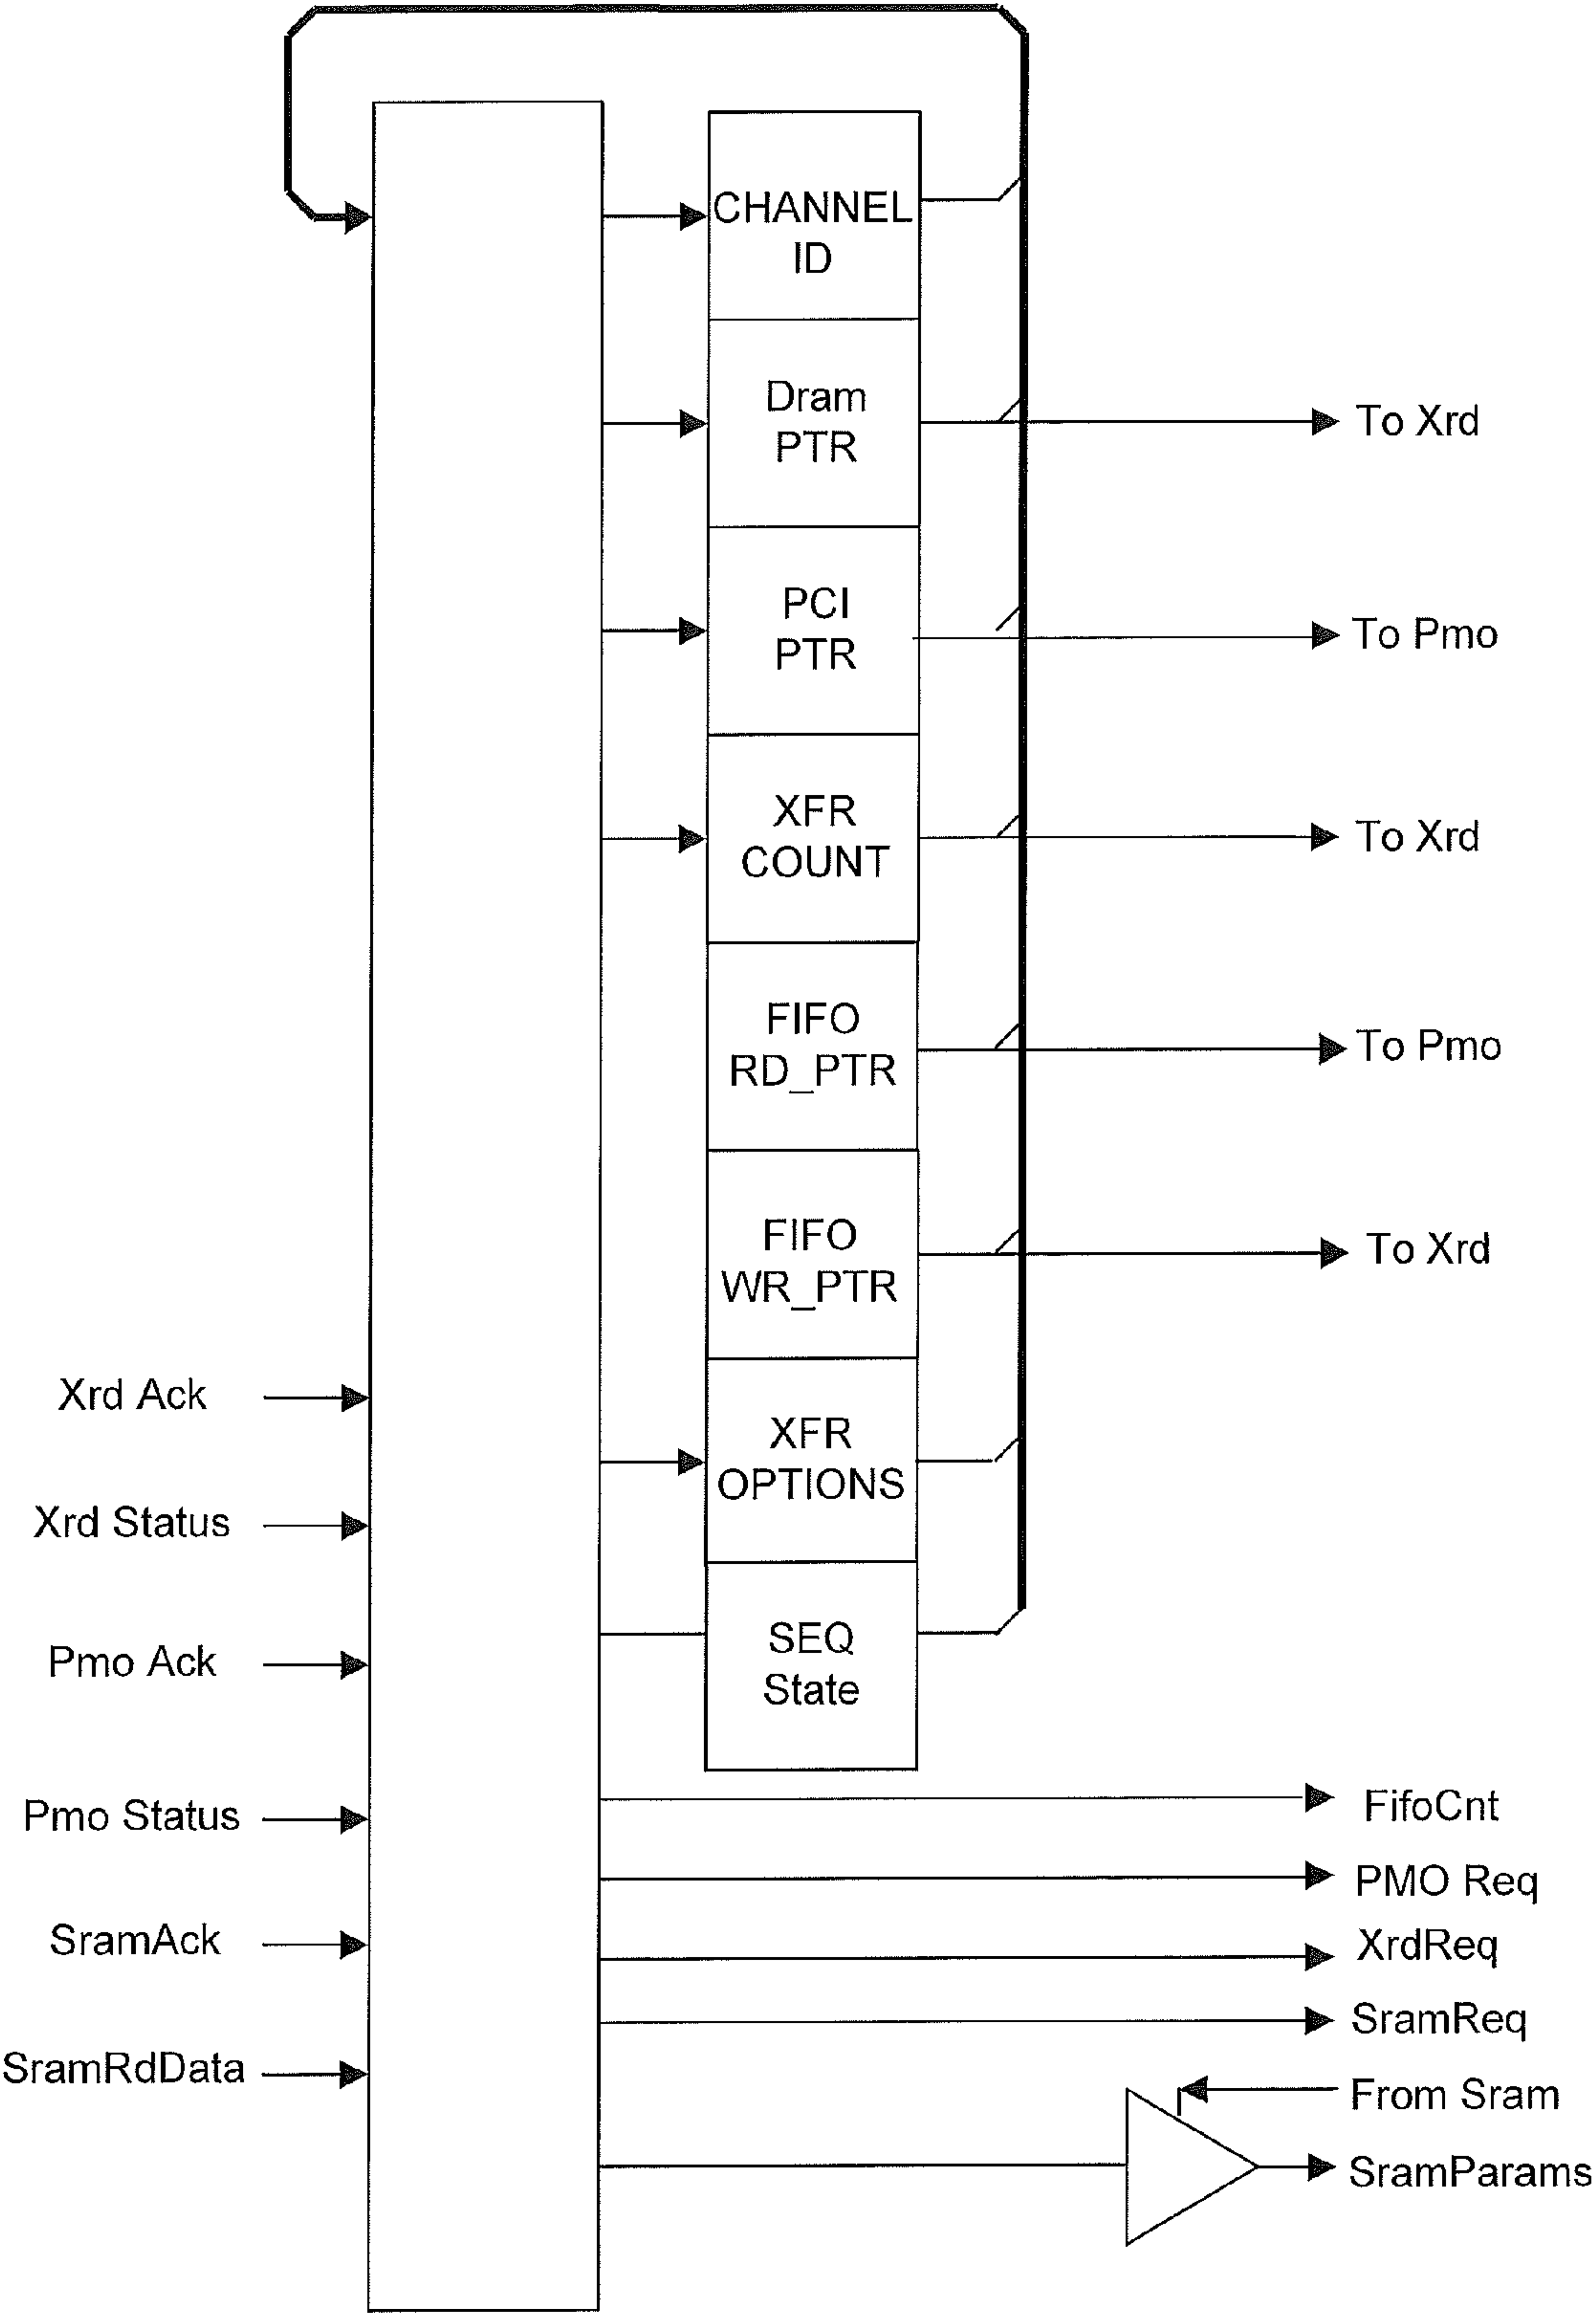 CHANNEL
ID
Dram
PTR
To Xrd
PCI
PTR
To Pmo
XFR
COUNT
To Xrd
FIFO
RD_PTR
To Pmo
FIFO
WR_PTR
To Xrd
XFR
OPTIONS
SEQ
State
Xrd Ack
Xrd Status
Pmo Ack
Pmo Status
SramAck
SramRdData
FifoCnt
PMO Req
XrdReq
SramReq
From Sram
SramParams